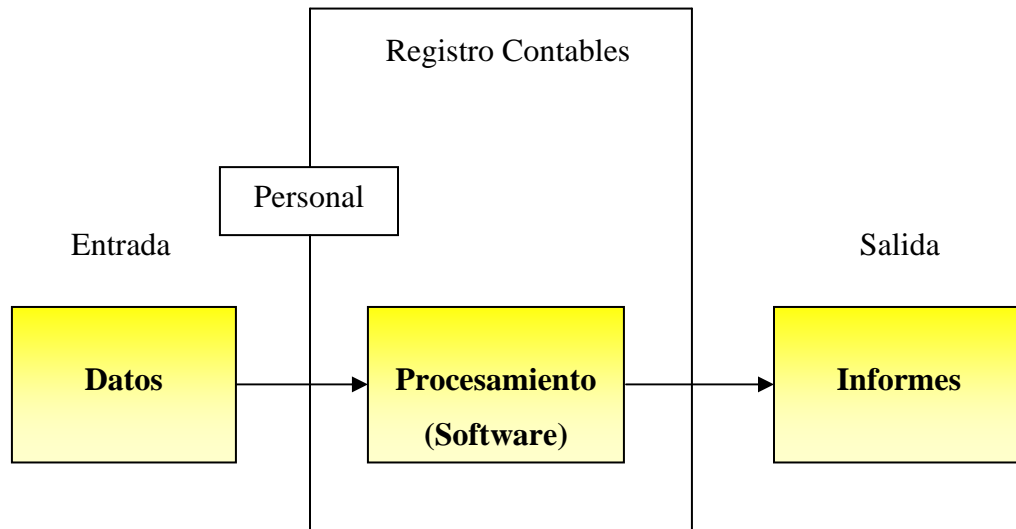 Registro Contables
Personal
Entrada
Salida
Datos
Procesamiento
(Software)
Informes